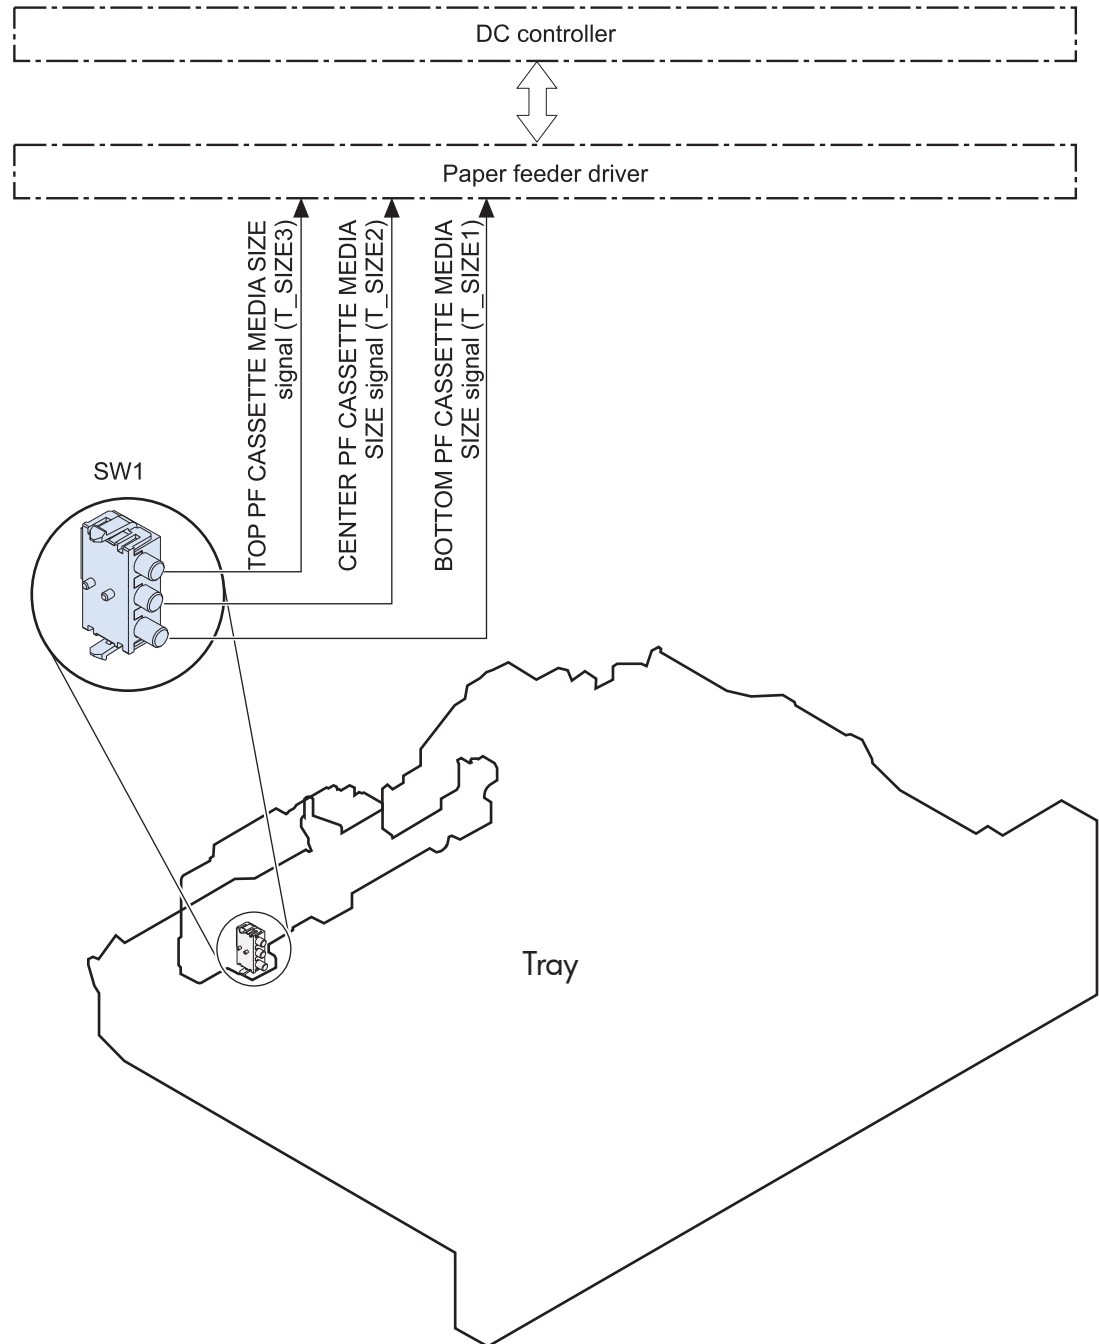 DC controller
Paper feeder driver
TOP PF CASSETTE MEDIA SIZE
signal (T_SIZE3)
CENTER PF CASSETTE MEDIA
SIZE signal (T_SIZE2)
BOTTOM PF CASSETTE MEDIA
SIZE signal (T_SIZE1)
SW1
Tray